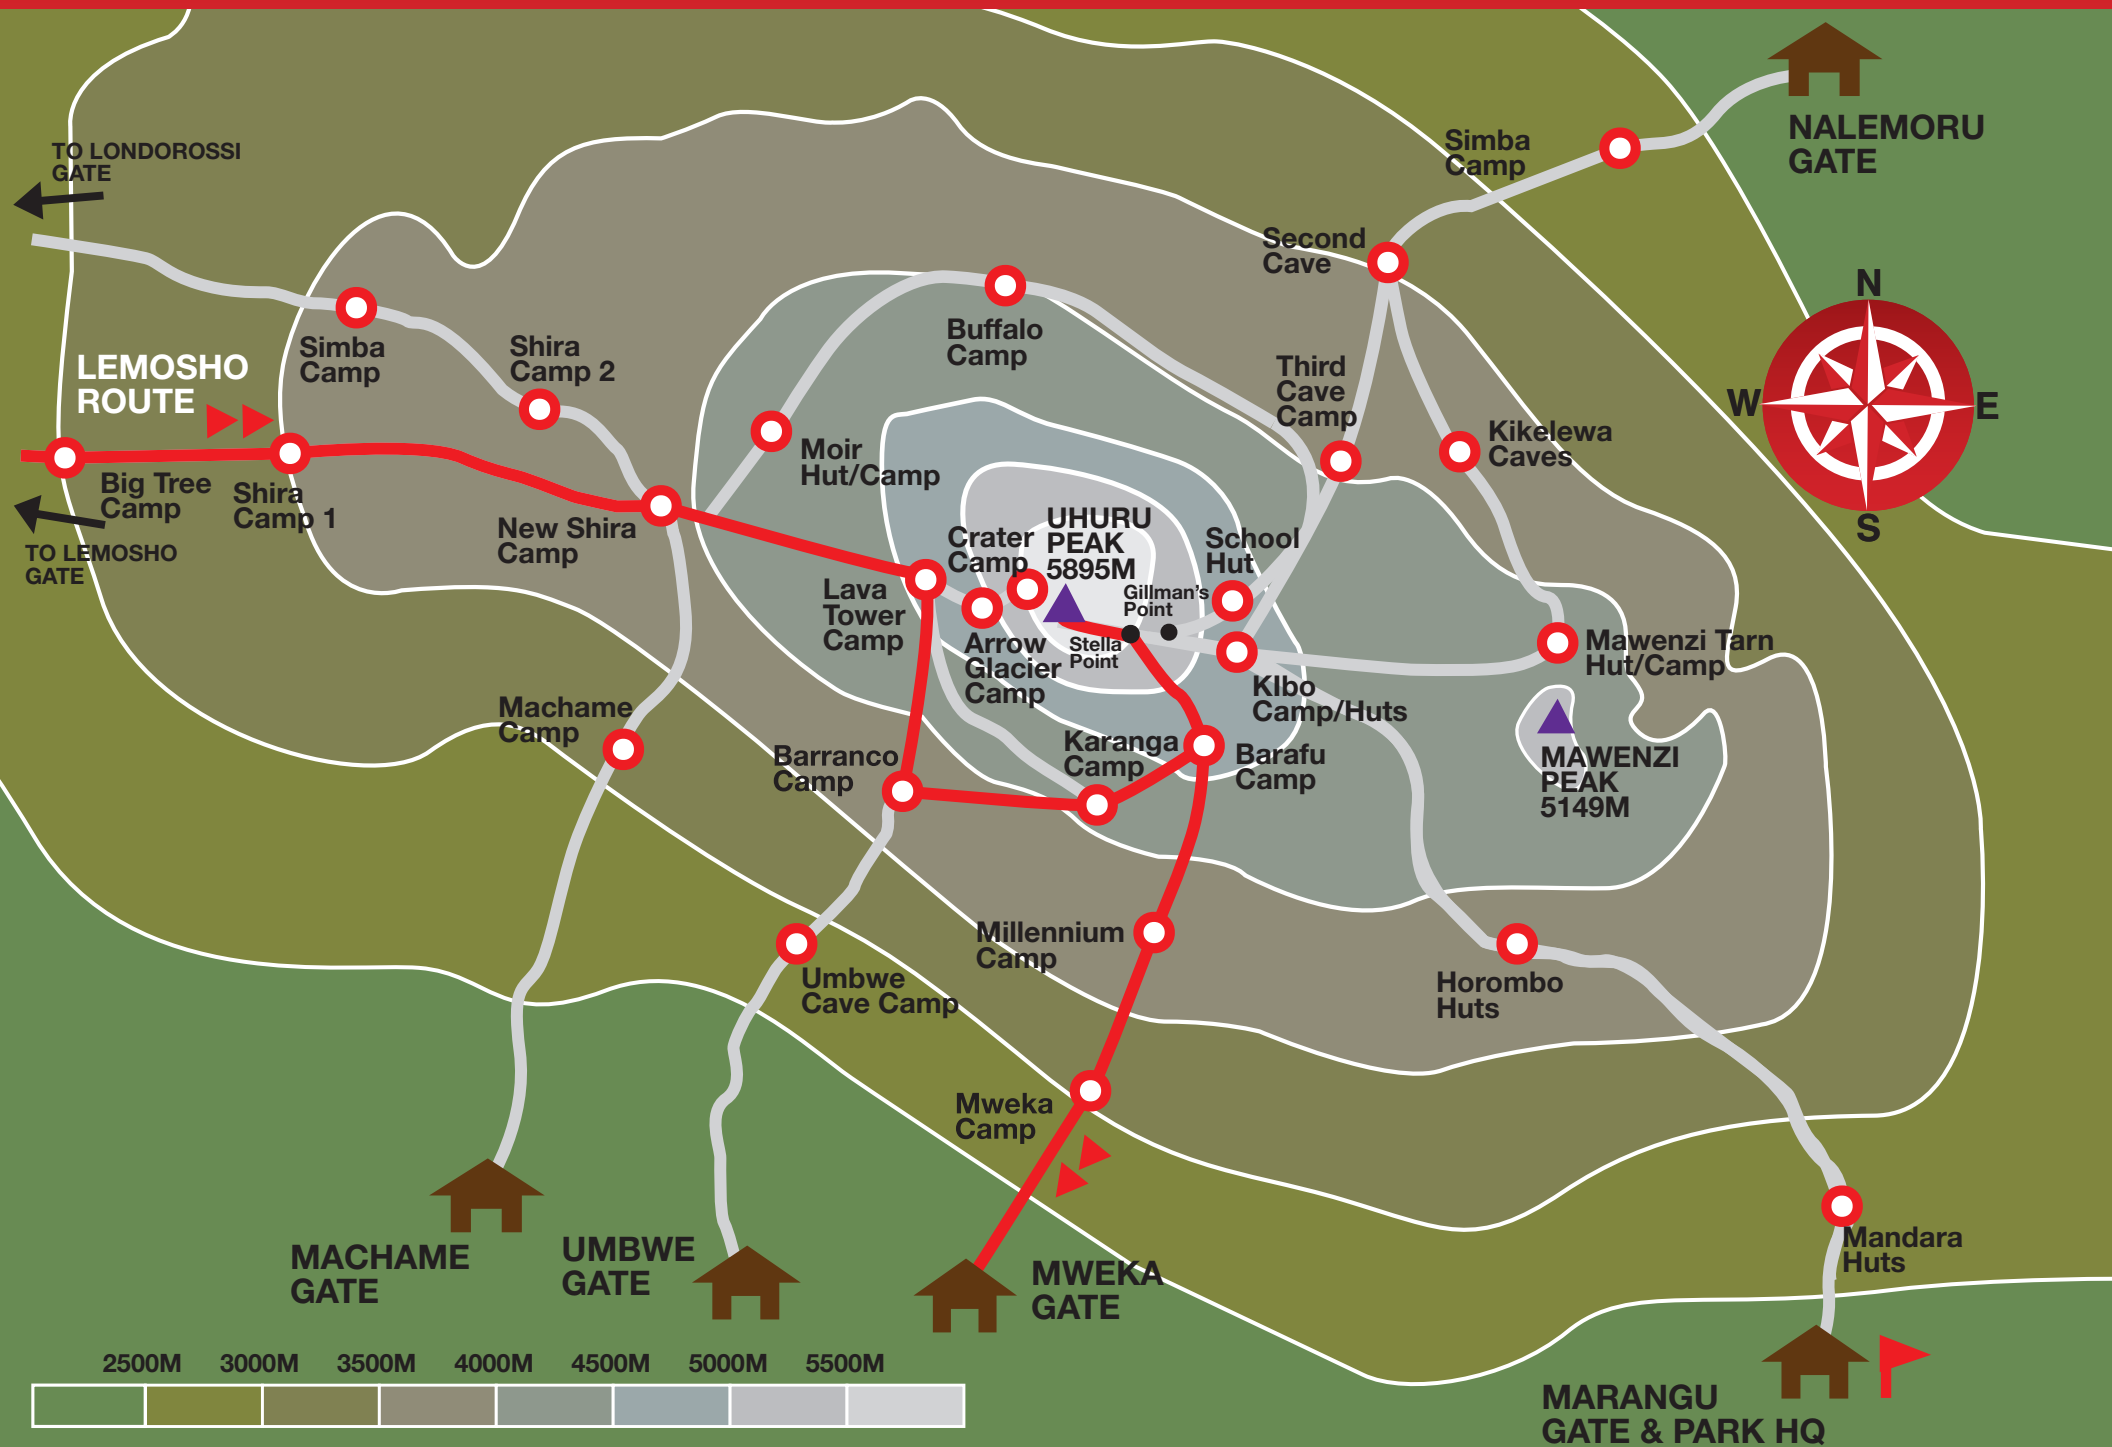 NALEMORU
GATE
Simba
Camp
TO LONDOROSSI
GATE
Second
Cave
N
W
E
S
Simba
Camp
Shira
Camp 2
Buffalo
Camp
LEMOSHO
ROUTE
Third
Cave
Camp
Kikelewa
Caves
Moir
Hut/Camp
Big Tree
Camp
Shira
Camp 1
New Shira
Camp
TO LEMOSHO
GATE
Crater
Camp
UHURU
PEAK
5895M
School
Hut
Gillman's
Point
Stella
Point
Lava
Tower
Camp
Arrow
Glacier
Camp
Mawenzi Tarn
Hut/Camp
KIbo
Camp/Huts
Machame
Camp
Barranco
Camp
Karanga
Camp
Barafu
Camp
MAWENZI
PEAK
5149M
Millennium
Camp
Umbwe
Cave Camp
Horombo
Huts
Mweka
Camp
Mandara
Huts
MACHAME
GATE
UMBWE
GATE
MWEKA
GATE
MARANGU
GATE & PARK HQ
2500M 3000M 3500M 4000M 4500M 5000M 5500M